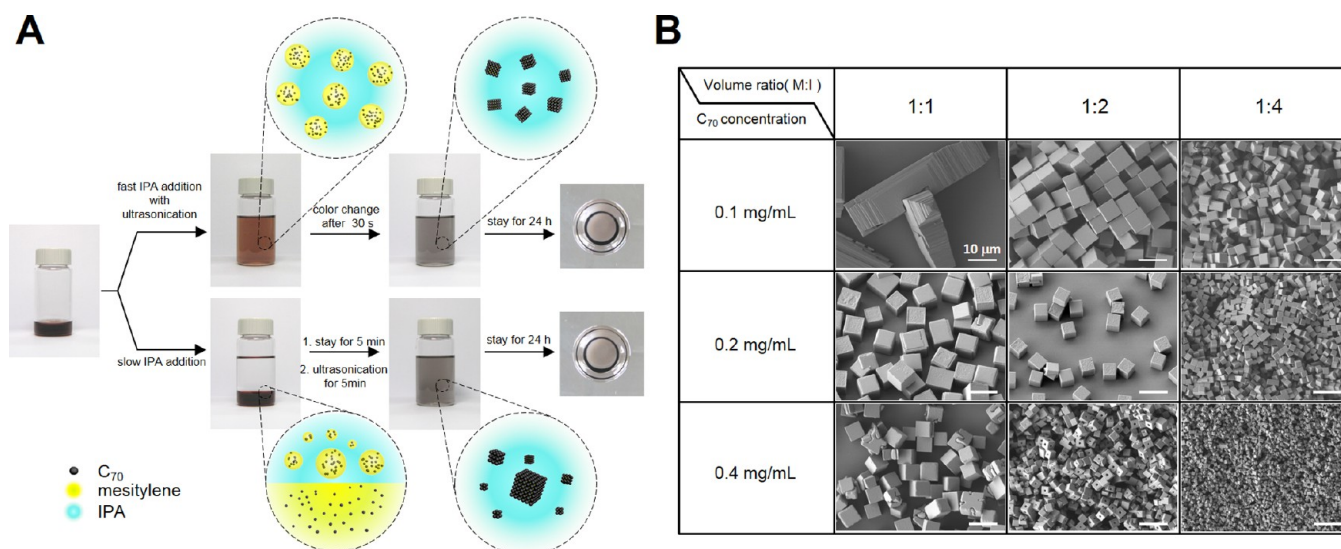 A
fast IPA addition
with
ultrasonication
color change
after 30 s
stay for 24 h
slow IPA addition
1. stay for 5 min
2. ultrasonication
for 5min
stay for 24 h
C70
mesitylene
IPA
B
Volume ratio( M:I )
C70 concentration
1:1
1:2
1:4
0.1 mg/mL
10 µm
0.2 mg/mL
0.4 mg/mL